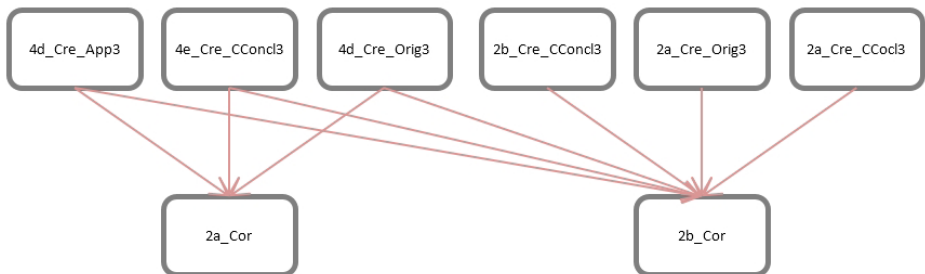 4d_Cre_App3
4e_Cre_CConcl3
4d_Cre_Orig3
2b_Cre_CConcl3
2a_Cre_Orig3
2a_Cre_CCocl3
2a_Cor
2b_Cor